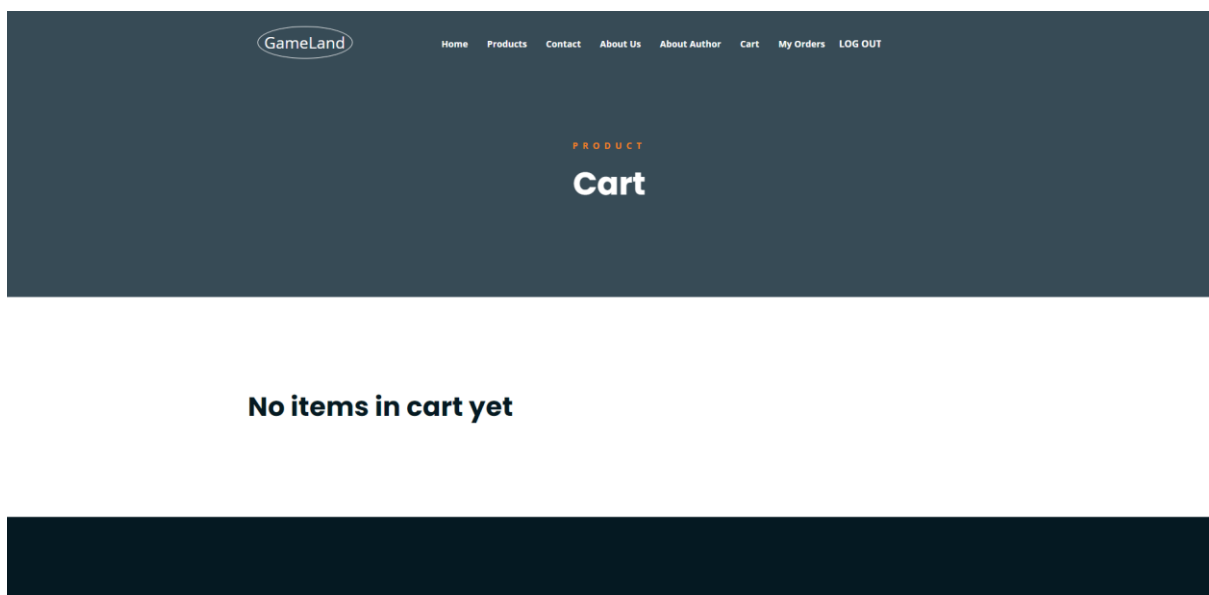 GameLand Home Products Contact About Us About Author Cart My Orders LOG OUT
PRODUCT
Cart
No items in cart yet